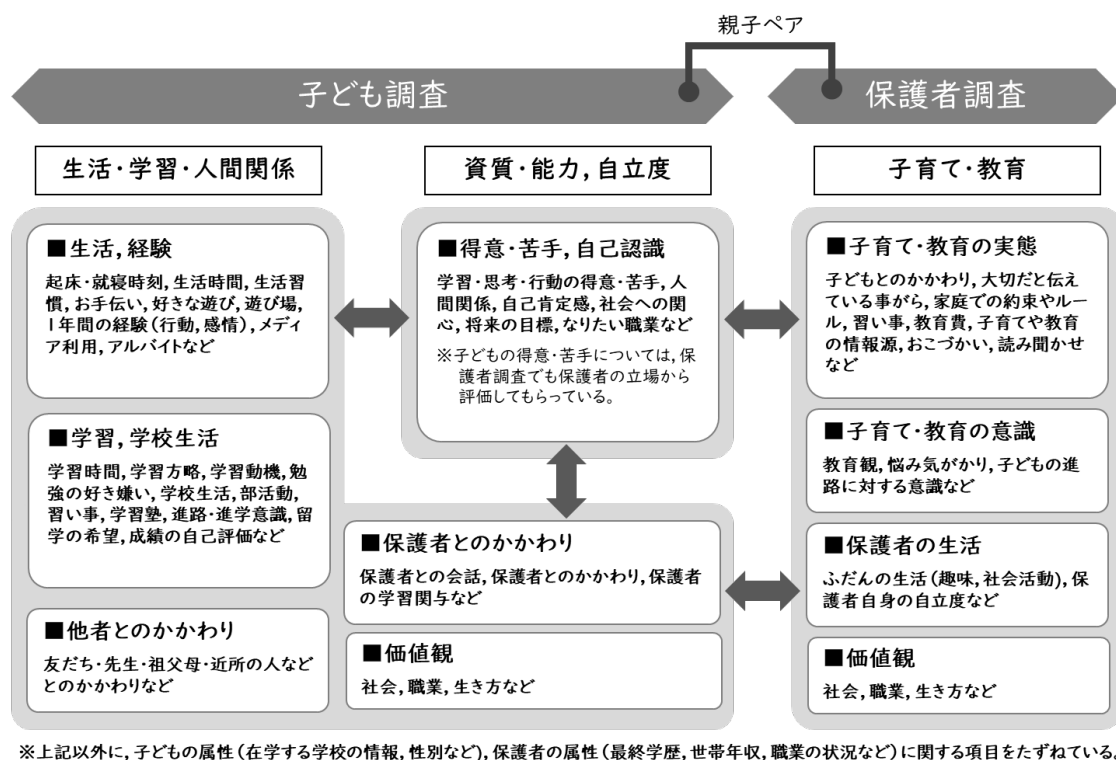 親子ペア
子ども調査
保護者調査
生活・学習・人間関係
資質・能力,自立度
子育て・教育
■生活,経験
起床・就寝時刻,生活時間,生活習
慣,お手伝い,好きな遊び,遊び場,
1年間の経験(行動,感情),メディ
ア利用,アルバイトなど
■学習,学校生活
学習時間,学習方略,学習動機,勉
強の好き嫌い,学校生活,部活動,
習い事,学習塾,進路・進学意識,留
学の希望,成績の自己評価など
■他者とのかかわり
友だち・先生・祖父母・近所の人など
とのかかわりなど
■得意・苦手,自己認識
学習・思考・行動の得意・苦手,人
間関係,自己肯定感,社会への関
心,将来の目標,なりたい職業など
※子どもの得意・苦手については,保
護者調査でも保護者の立場から
評価してもらっている。
■保護者とのかかわり
保護者との会話,保護者とのかかわり,保護者
の学習関与など
■価値観
社会,職業,生き方など
■子育て・教育の実態
子どもとのかかわり,大切だと伝え
ている事がら,家庭での約束やルー
ル,習い事,教育費,子育てや教育
の情報源,おこづかい,読み聞かせ
など
■子育て・教育の意識
教育観,悩み気がかり,子どもの進
路に対する意識など
■保護者の生活
ふだんの生活(趣味,社会活動),保
護者自身の自立度など
■価値観
社会,職業,生き方など
※上記以外に,子どもの属性(在学する学校の情報,性別など),保護者の属性(最終学歴,世帯年収,職業の状況など)に関する項目をたずねている。